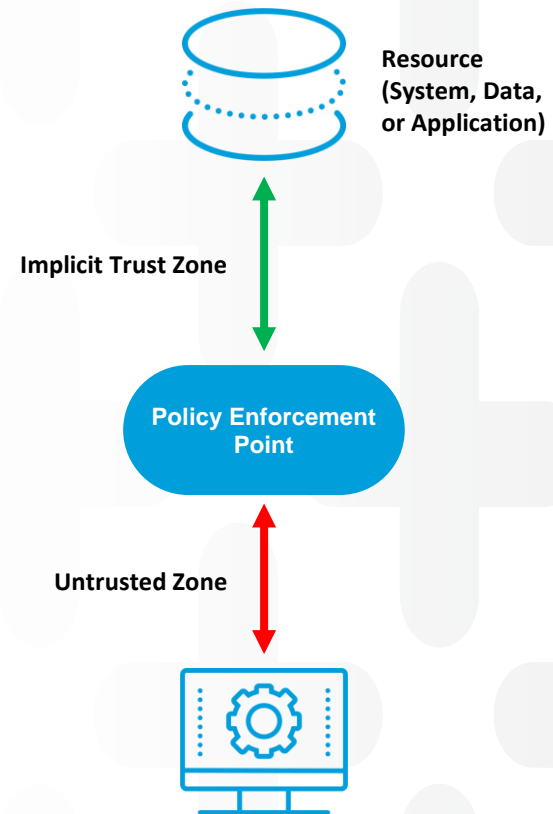 Resource
(System, Data,
or Application)
Implicit Trust Zone
Policy Enforcement
Point
Untrusted Zone